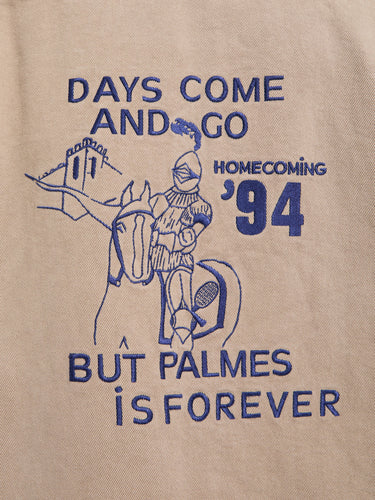 DAYS COME
AND GO
HOMECOMiNG
'94
BUT PALMES
iS FOREVER